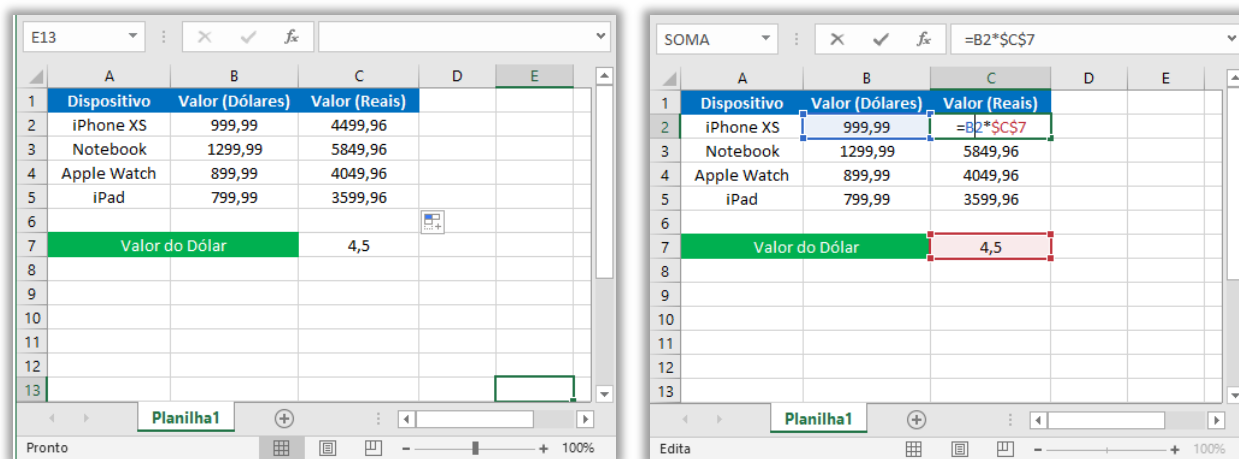 E13 fx
A B C D E
1 Dispositivo Valor (Dólares) Valor (Reais)
2 iPhone XS 999,99 4499,96
3 Notebook 1299,99 5849,96
4 Apple Watch 899,99 4049,96
5 iPad 799,99 3599,96
6
7 Valor do Dólar 4,5
8
9
10
11
12
13
Planilha1
Pronto 100%
SOMA fx =B2*$C$7
A B C D E
1 Dispositivo Valor (Dólares) Valor (Reais)
2 iPhone XS 999,99 =B2*$C$7
3 Notebook 1299,99 5849,96
4 Apple Watch 899,99 4049,96
5 iPad 799,99 3599,96
6
7 Valor do Dólar 4,5
8
9
10
11
12
13
Planilha1
Edita 100%